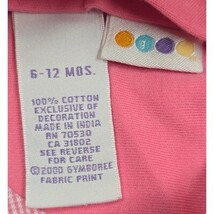 6-12 MOS.
100% COTTON
EXCLUSIVE OF
DECORATION
MADE IN INDIA
RN 70530
CA 31802
SEE REVERSE
FOR CARE
©2000 GYMBOREE
FABRIC PRINT